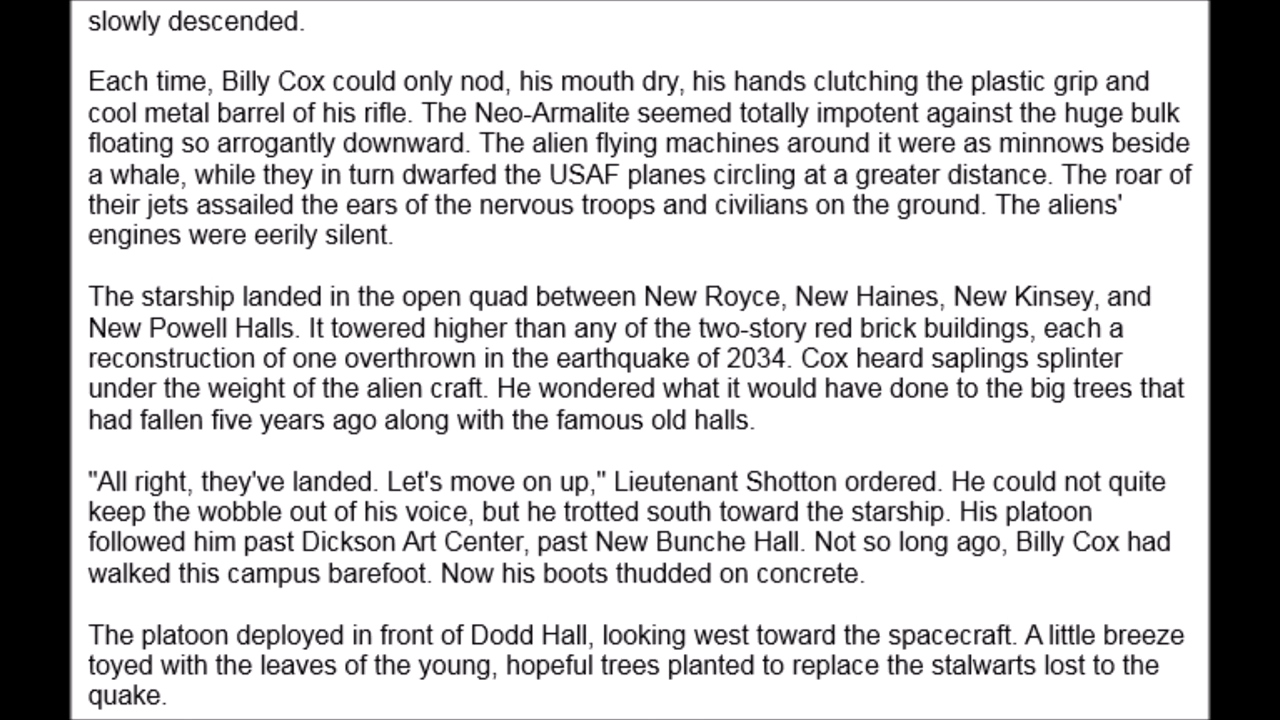 slowly descended.
Each time, Billy Cox could only nod, his mouth dry, his hands clutching the plastic grip and
cool metal barrel of his rifle. The Neo-Armalite seemed totally impotent against the huge bulk
floating so arrogantly downward. The alien flying machines around it were as minnows beside
a whale, while they in turn dwarfed the USAF planes circling at a greater distance. The roar of
their jets assailed the ears of the nervous troops and civilians on the ground. The aliens'
engines were eerily silent.
The starship landed in the open quad between New Royce, New Haines, New Kinsey, and
New Powell Halls. It towered higher than any of the two-story red brick buildings, each a
reconstruction of one overthrown in the earthquake of 2034. Cox heard saplings splinter
under the weight of the alien craft. He wondered what it would have done to the big trees that
had fallen five years ago along with the famous old halls.
"All right, they've landed. Let's move on up," Lieutenant Shotton ordered. He could not quite
keep the wobble out of his voice, but he trotted south toward the starship. His platoon
followed him past Dickson Art Center, past New Bunche Hall. Not so long ago, Billy Cox had
walked this campus barefoot. Now his boots thudded on concrete.
The platoon deployed in front of Dodd Hall, looking west toward the spacecraft. A little breeze
toyed with the leaves of the young, hopeful trees planted to replace the stalwarts lost to the
quake.